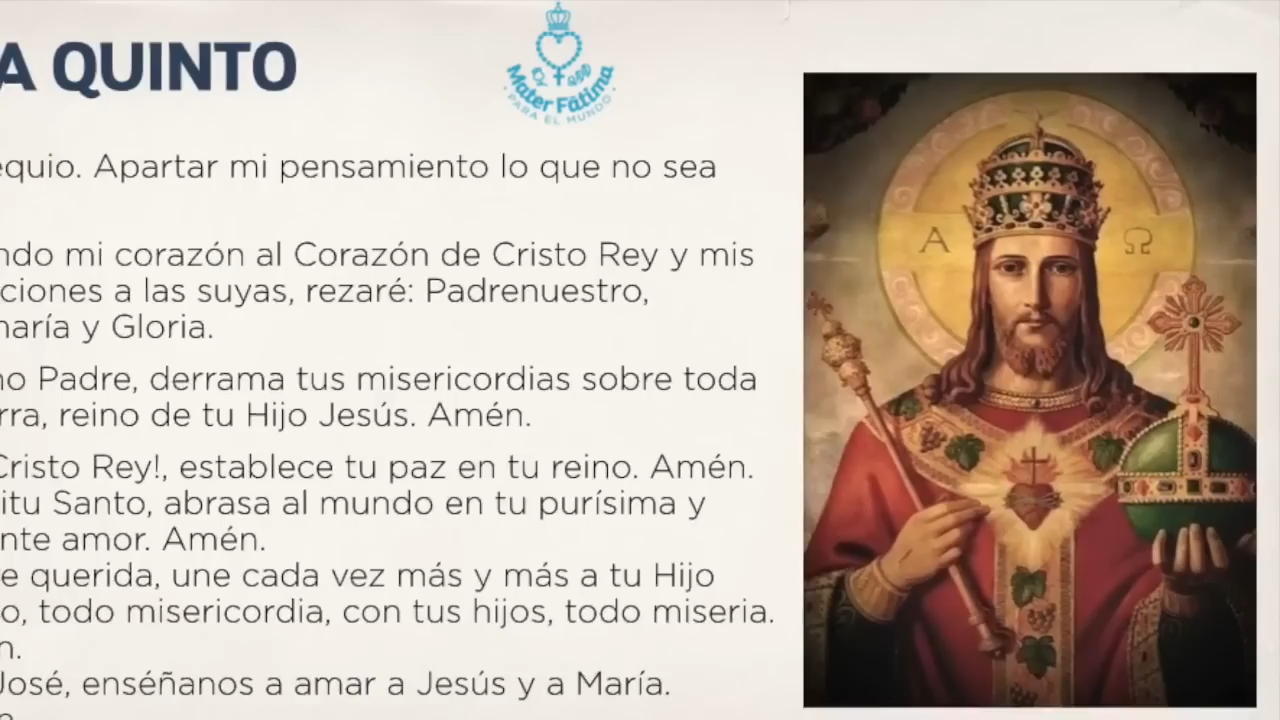 A QUINTO
Mater Fátima
· PARA EL MUNDO ·
equio. Apartar mi pensamiento lo que no sea
ndo mi corazón al Corazón de Cristo Rey y mis
ciones a las suyas, rezaré: Padrenuestro,
maría y Gloria.
no Padre, derrama tus misericordias sobre toda
rra, reino de tu Hijo Jesús. Amén.
Cristo Rey!, establece tu paz en tu reino. Amén.
itu Santo, abrasa al mundo en tu purísima y
nte amor. Amén.
e querida, une cada vez más y más a tu Hijo
o, todo misericordia, con tus hijos, todo miseria.
n.
José, enséñanos a amar a Jesús y a María.
A Ω